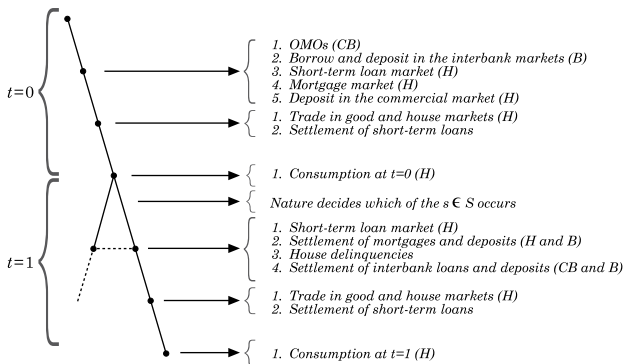 t=0
1. OMOs (CB)
2. Borrow and deposit in the interbank markets (B)
3. Short-term loan market (H)
4. Mortgage market (H)
5. Deposit in the commercial market (H)
1. Trade in good and house markets (H)
2. Settlement of short-term loans
1. Consumption at t=0 (H)
Nature decides which of the s ϵ S occurs
t=1
1. Short-term loan market (H)
2. Settlement of mortgages and deposits (H and B)
3. House delinquencies
4. Settlement of interbank loans and deposits (CB and B)
1. Trade in good and house markets (H)
2. Settlement of short-term loans
1. Consumption at t=1 (H)